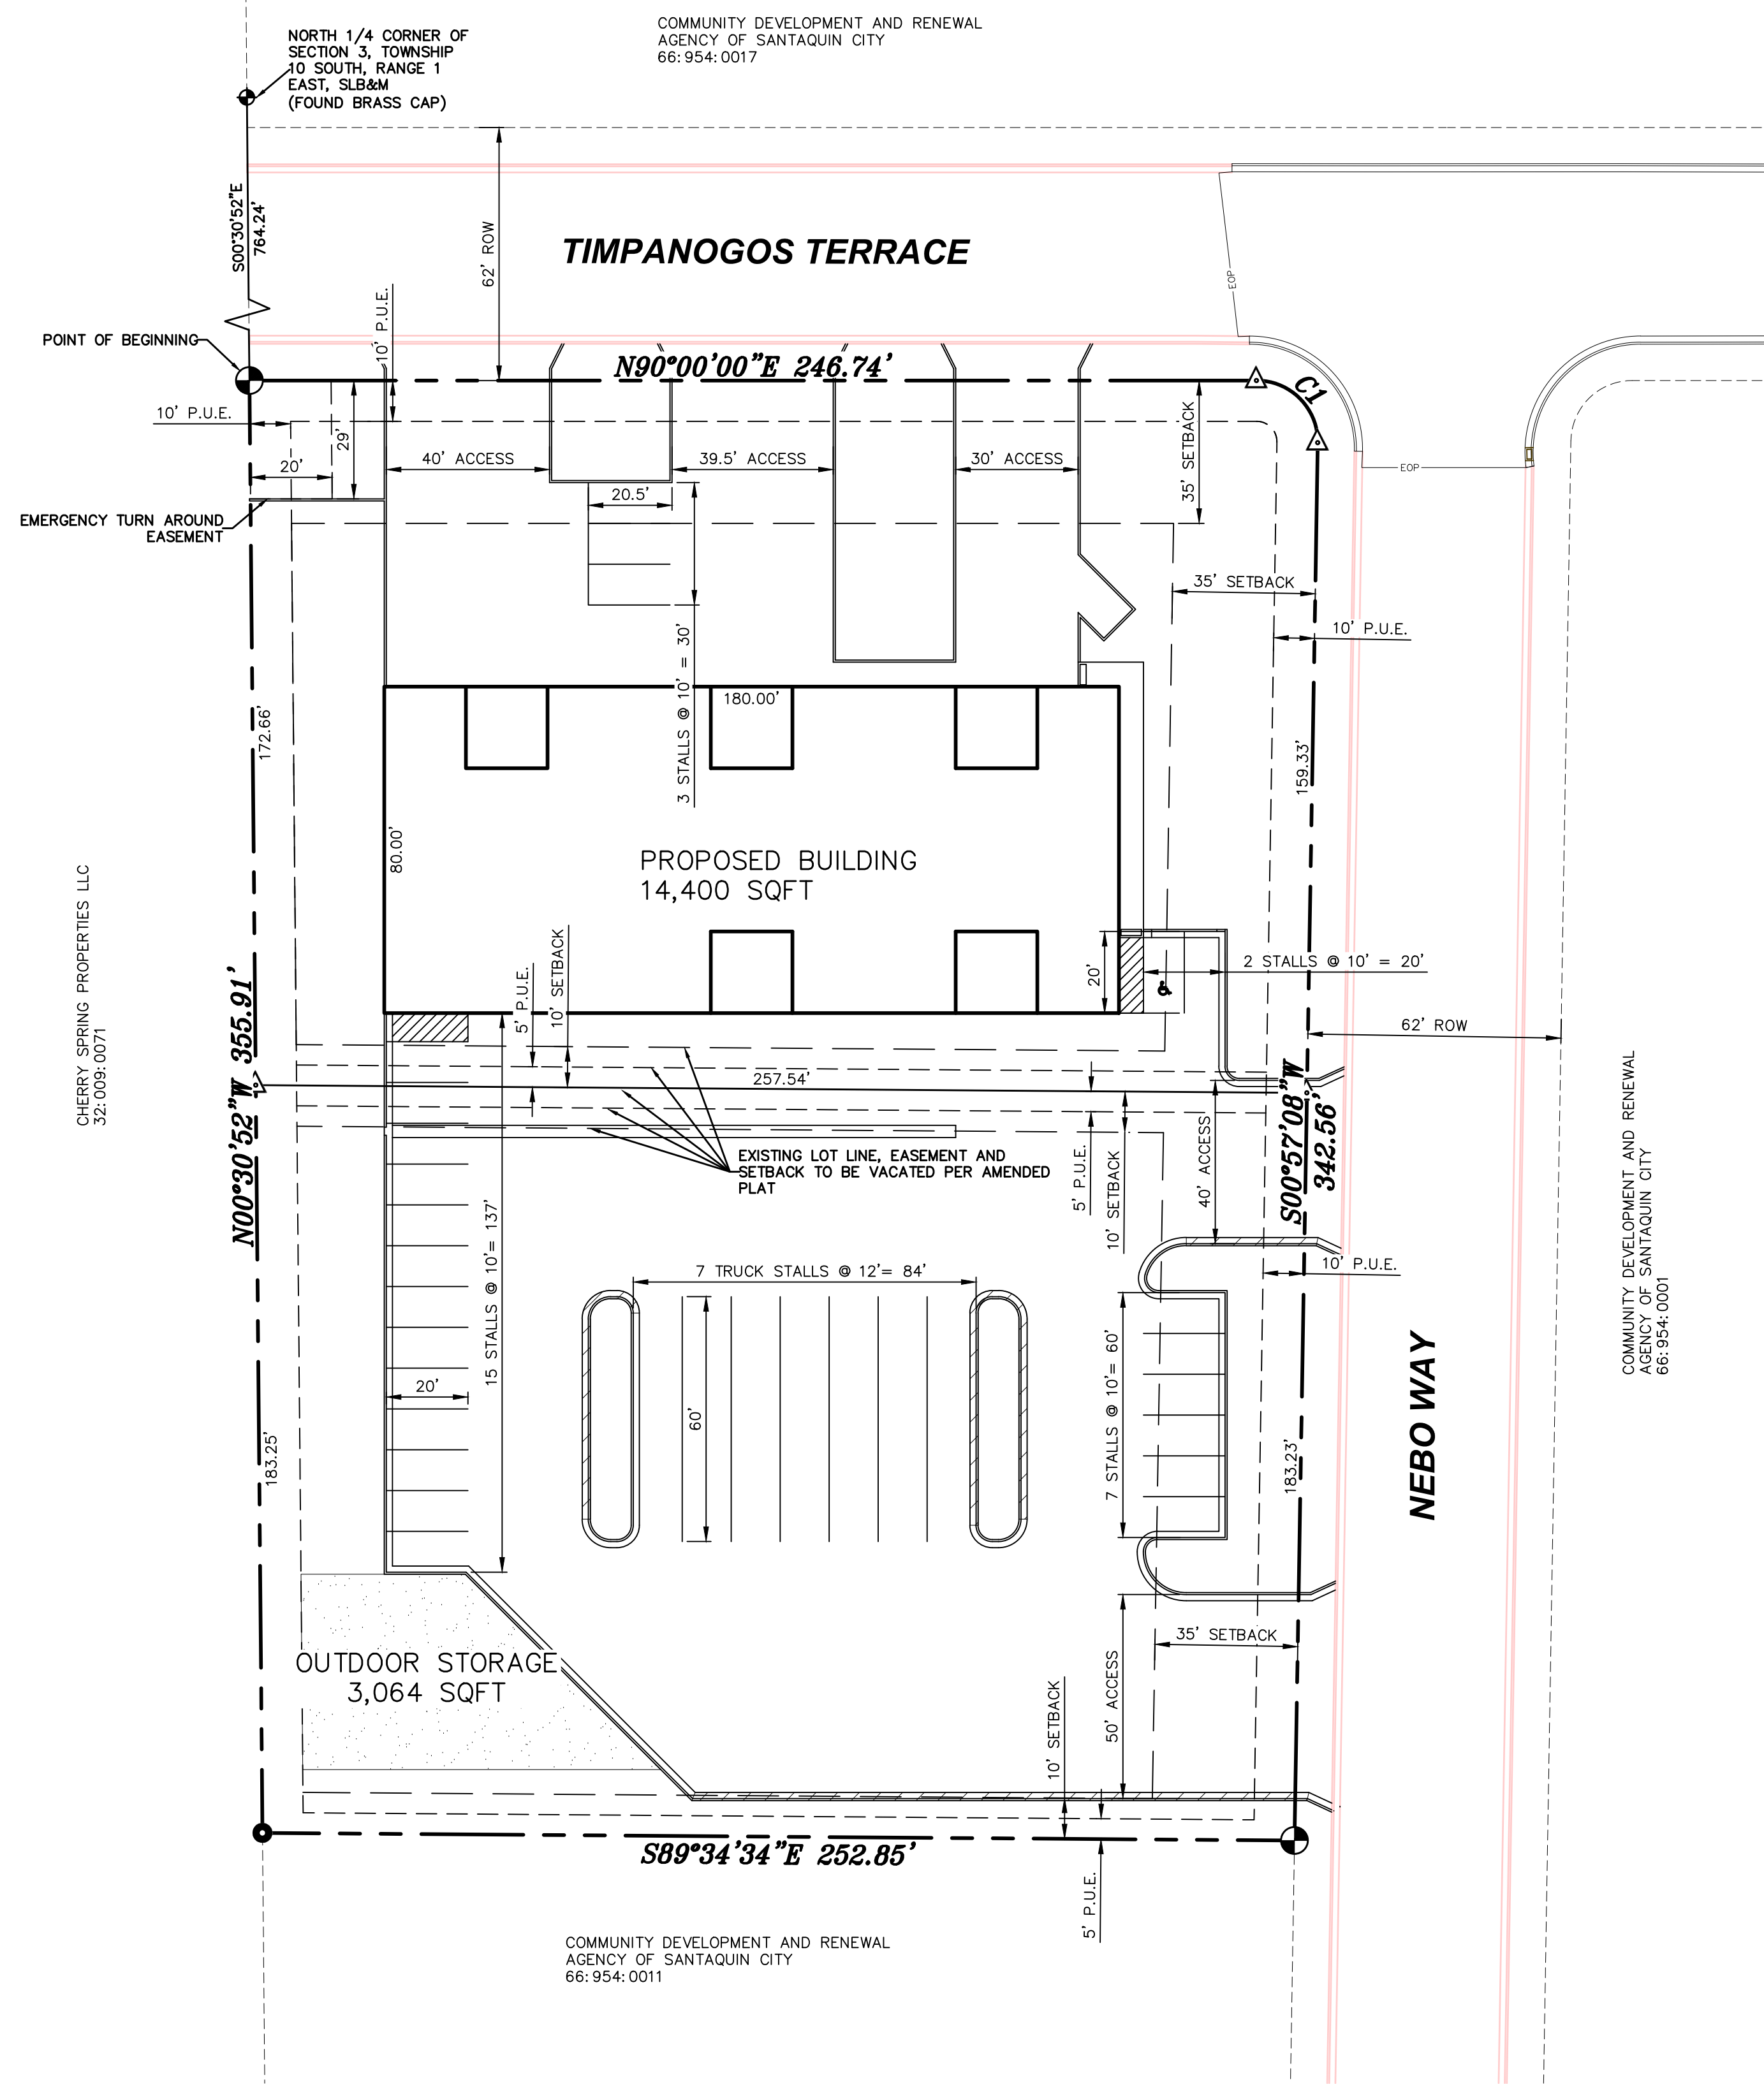 COMMUNITY DEVELOPMENT AND RENEWAL
AGENCY OF SANTAQUIN CITY
66:954:0017
NORTH 1/4 CORNER OF
SECTION 3, TOWNSHIP
10 SOUTH, RANGE 1
EAST, SLB&M
(FOUND BRASS CAP)
S00°30'52"E
764.24'
62' ROW
TIMPANOGOS TERRACE
EOP
10' P.U.E.
POINT OF BEGINNING
N90°00'00"E 246.74'
C1
10' P.U.E.
29'
20'
40' ACCESS
39.5' ACCESS
30' ACCESS
35' SETBACK
EOP
20.5'
EMERGENCY TURN AROUND
EASEMENT
35' SETBACK
10' P.U.E.
3 STALLS @ 10' = 30'
180.00'
172.66'
159.33'
80.00'
PROPOSED BUILDING
14,400 SQFT
CHERRY SPRING PROPERTIES LLC
32:009:0071
N00°30'52"W 355.91'
5' P.U.E.
10' SETBACK
20'
2 STALLS @ 10' = 20'
62' ROW
257.54'
S00°57'08"W
342.56'
40' ACCESS
EXISTING LOT LINE, EASEMENT AND
SETBACK TO BE VACATED PER AMENDED
PLAT
5' P.U.E.
10' SETBACK
COMMUNITY DEVELOPMENT AND RENEWAL
AGENCY OF SANTAQUIN CITY
66:954:0001
15 STALLS @ 10'= 137'
7 TRUCK STALLS @ 12'= 84'
10' P.U.E.
20'
60'
7 STALLS @ 10'= 60'
NEBO WAY
183.25'
183.23'
OUTDOOR STORAGE
3,064 SQFT
35' SETBACK
50' ACCESS
10' SETBACK
S89°34'34"E 252.85'
5' P.U.E.
COMMUNITY DEVELOPMENT AND RENEWAL
AGENCY OF SANTAQUIN CITY
66:954:0011